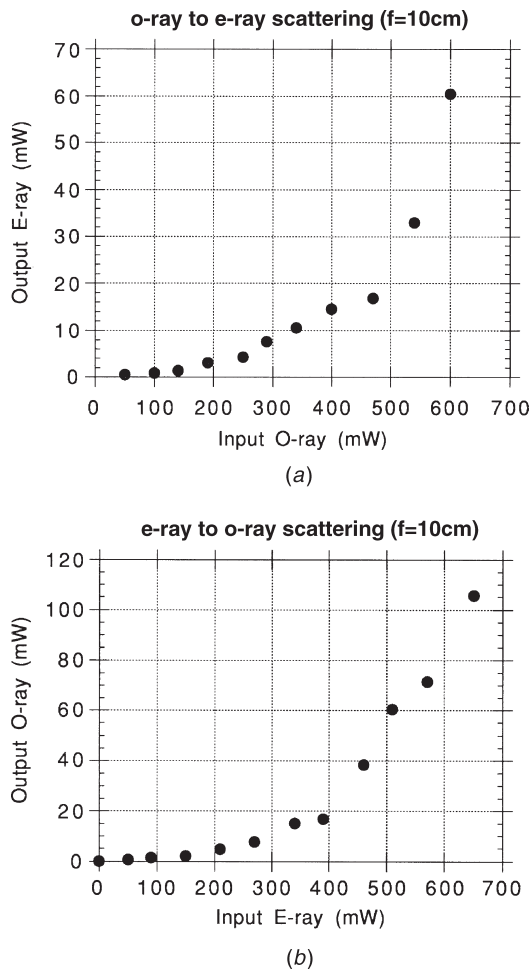 o-ray to e-ray scattering (f=10cm)
70
60
50
40
30
20
10
0
Output E-ray (mW)
0 100 200 300 400 500 600 700
Input O-ray (mW)
(a)
e-ray to o-ray scattering (f=10cm)
120
100
80
60
40
20
0
Output O-ray (mW)
0 100 200 300 400 500 600 700
Input E-ray (mW)
(b)